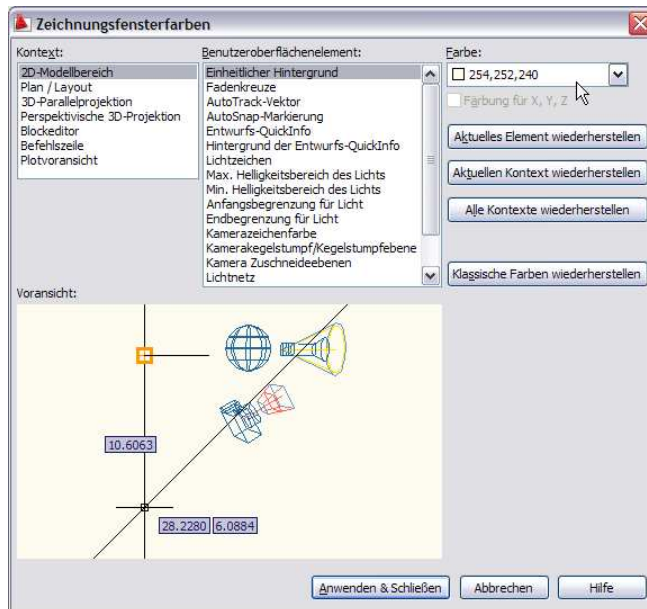 Zeichnungsfensterfarben
Kontext:
2D-Modellbereich
Plan / Layout
3D-Parallelprojektion
Perspektivische 3D-Projektion
Blockeditor
Befehlszeile
Plotvoransicht
Benutzeroberflächenelement:
Einheitlicher Hintergrund
Fadenkreuze
AutoTrack-Vektor
AutoSnap-Markierung
Entwurfs-QuickInfo
Hintergrund der Entwurfs-QuickInfo
Lichtzeichen
Max. Helligkeitsbereich des Lichts
Min. Helligkeitsbereich des Lichts
Anfangsbegrenzung für Licht
Endbegrenzung für Licht
Kamerazeichenfarbe
Kamerakegelstumpf/Kegelstumpfebene
Kamera Zuschneideebenen
Lichtnetz
Farbe:
254,252,240
Färbung für X, Y, Z
Aktuelles Element wiederherstellen
Aktuellen Kontext wiederherstellen
Alle Kontexte wiederherstellen
Klassische Farben wiederherstellen
Voransicht:
10.6063
28.2280 6.0884
Anwenden & Schließen
Abbrechen
Hilfe